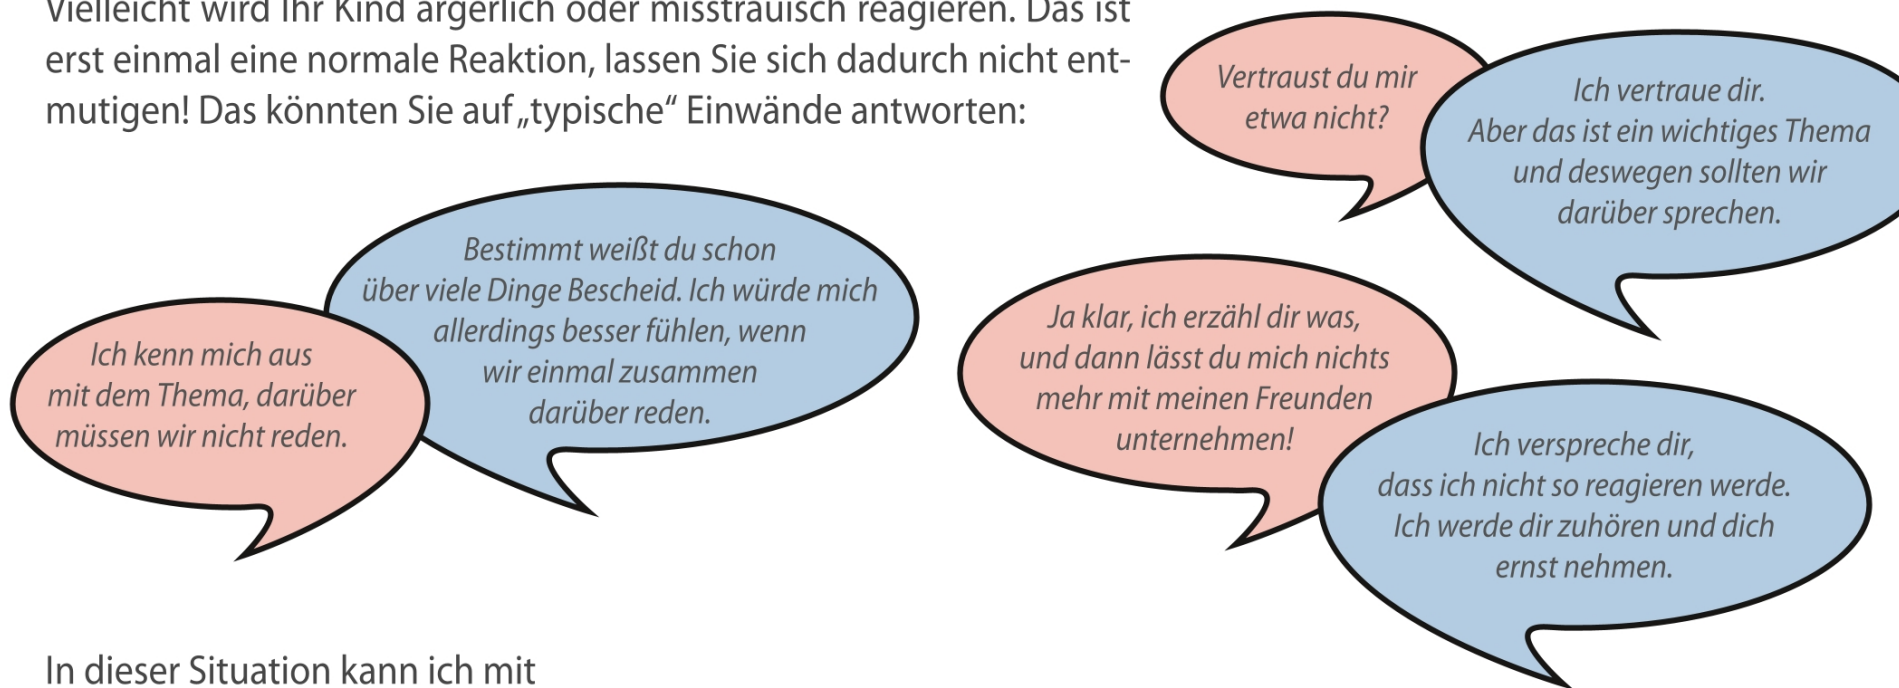 Vielleicht wird Ihr Kind ärgerlich oder misstrauisch reagieren. Das ist
erst einmal eine normale Reaktion, lassen Sie sich dadurch nicht ent-
mutigen! Das könnten Sie auf „typische“ Einwände antworten:
Vertraust du mir
etwa nicht?
Ich vertraue dir.
Aber das ist ein wichtiges Thema
und deswegen sollten wir
darüber sprechen.
Ich kenn mich aus
mit dem Thema, darüber
müssen wir nicht reden.
Bestimmt weißt du schon
über viele Dinge Bescheid. Ich würde mich
allerdings besser fühlen, wenn
wir einmal zusammen
darüber reden.
Ja klar, ich erzähl dir was,
und dann lässt du mich nichts
mehr mit meinen Freunden
unternehmen!
Ich verspreche dir,
dass ich nicht so reagieren werde.
Ich werde dir zuhören und dich
ernst nehmen.
In dieser Situation kann ich mit